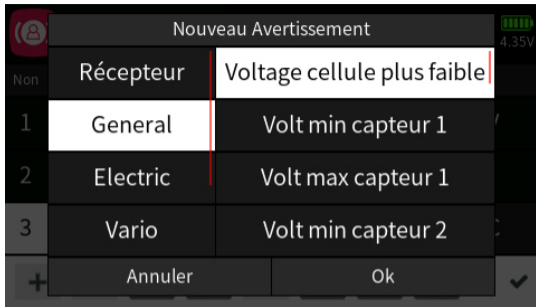 Nouveau Avertissement
4.35V
Non
Récepteur
Voltage cellule plus faible
1
General
Volt min capteur 1
2
Electric
Volt max capteur 1
3
Vario
Volt min capteur 2
Annuler
Ok